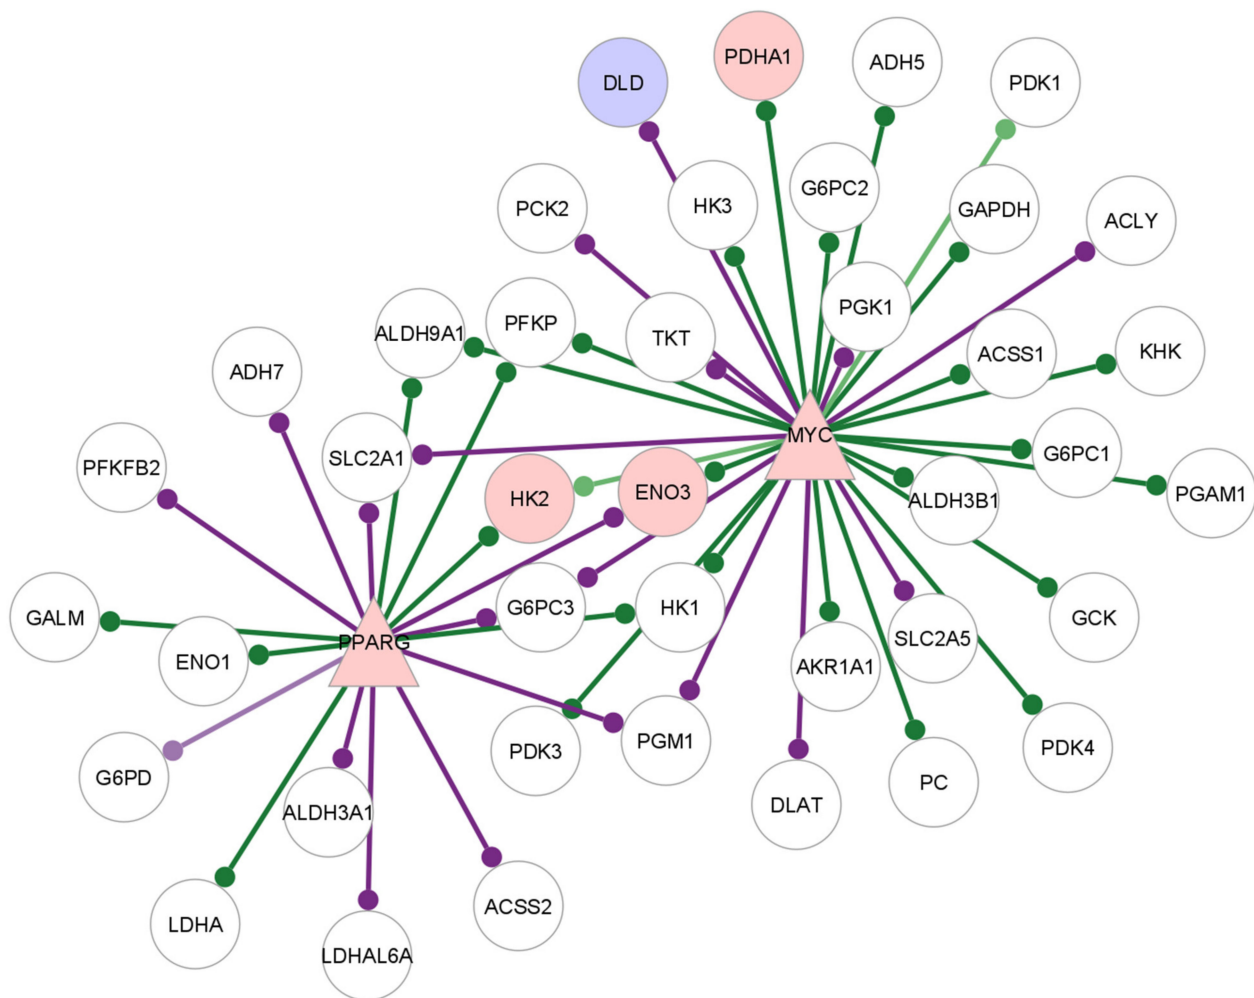 PDHA1
ADH5
DLD
PDK1
G6PC2
HK3
GAPDH
PCK2
ACLY
PGK1
PFKP
ALDH9A1
TKT
ACSS1
KHK
ADH7
MYC
SLC2A1
G6PC1
PFKFB2
HK2
ENO3
PGAM1
ALDH3B1
G6PC3
HK1
GALM
GCK
SLC2A5
PPARG
ENO1
AKR1A1
PGM1
PDK4
PDK3
G6PD
PC
DLAT
ALDH3A1
ACSS2
LDHA
LDHAL6A